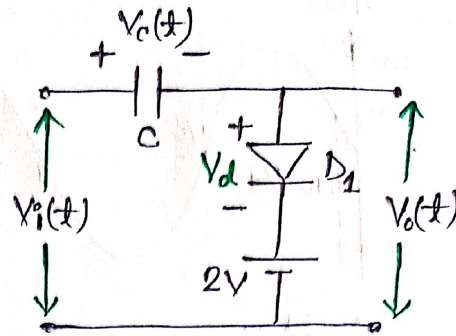 Vc(t)
+ −
C
+
Vd D1
−
Vi(t) Vo(t)
2V